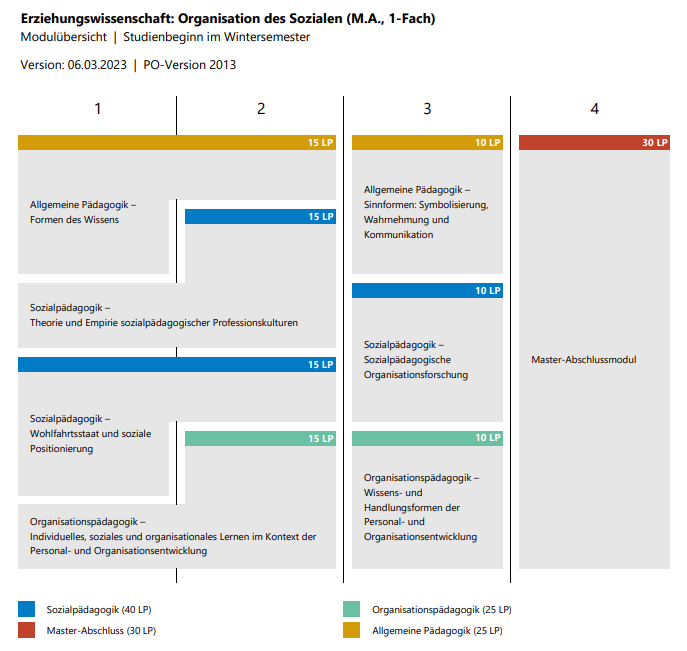 Erziehungswissenschaft: Organisation des Sozialen (M.A., 1-Fach)
Modulübersicht | Studienbeginn im Wintersemester
Version: 06.03.2023 | PO-Version 2013
1
2
3
4
15 LP
10 LP
30 LP
Allgemeine Pädagogik –
Formen des Wissens
15 LP
Allgemeine Pädagogik –
Sinnformen: Symbolisierung,
Wahrnehmung und
Kommunikation
Sozialpädagogik –
Theorie und Empirie sozialpädagogischer Professionskulturen
10 LP
Sozialpädagogik –
Sozialpädagogische
Organisationsforschung
Master-Abschlussmodul
15 LP
Sozialpädagogik –
Wohlfahrtsstaat und soziale
Positionierung
15 LP
10 LP
Organisationspädagogik –
Individuelles, soziales und organisationales Lernen im Kontext der
Personal- und Organisationsentwicklung
Organisationspädagogik –
Wissens- und
Handlungsformen der
Personal- und
Organisationsentwicklung
Sozialpädagogik (40 LP)
Organisationspädagogik (25 LP)
Master-Abschluss (30 LP)
Allgemeine Pädagogik (25 LP)